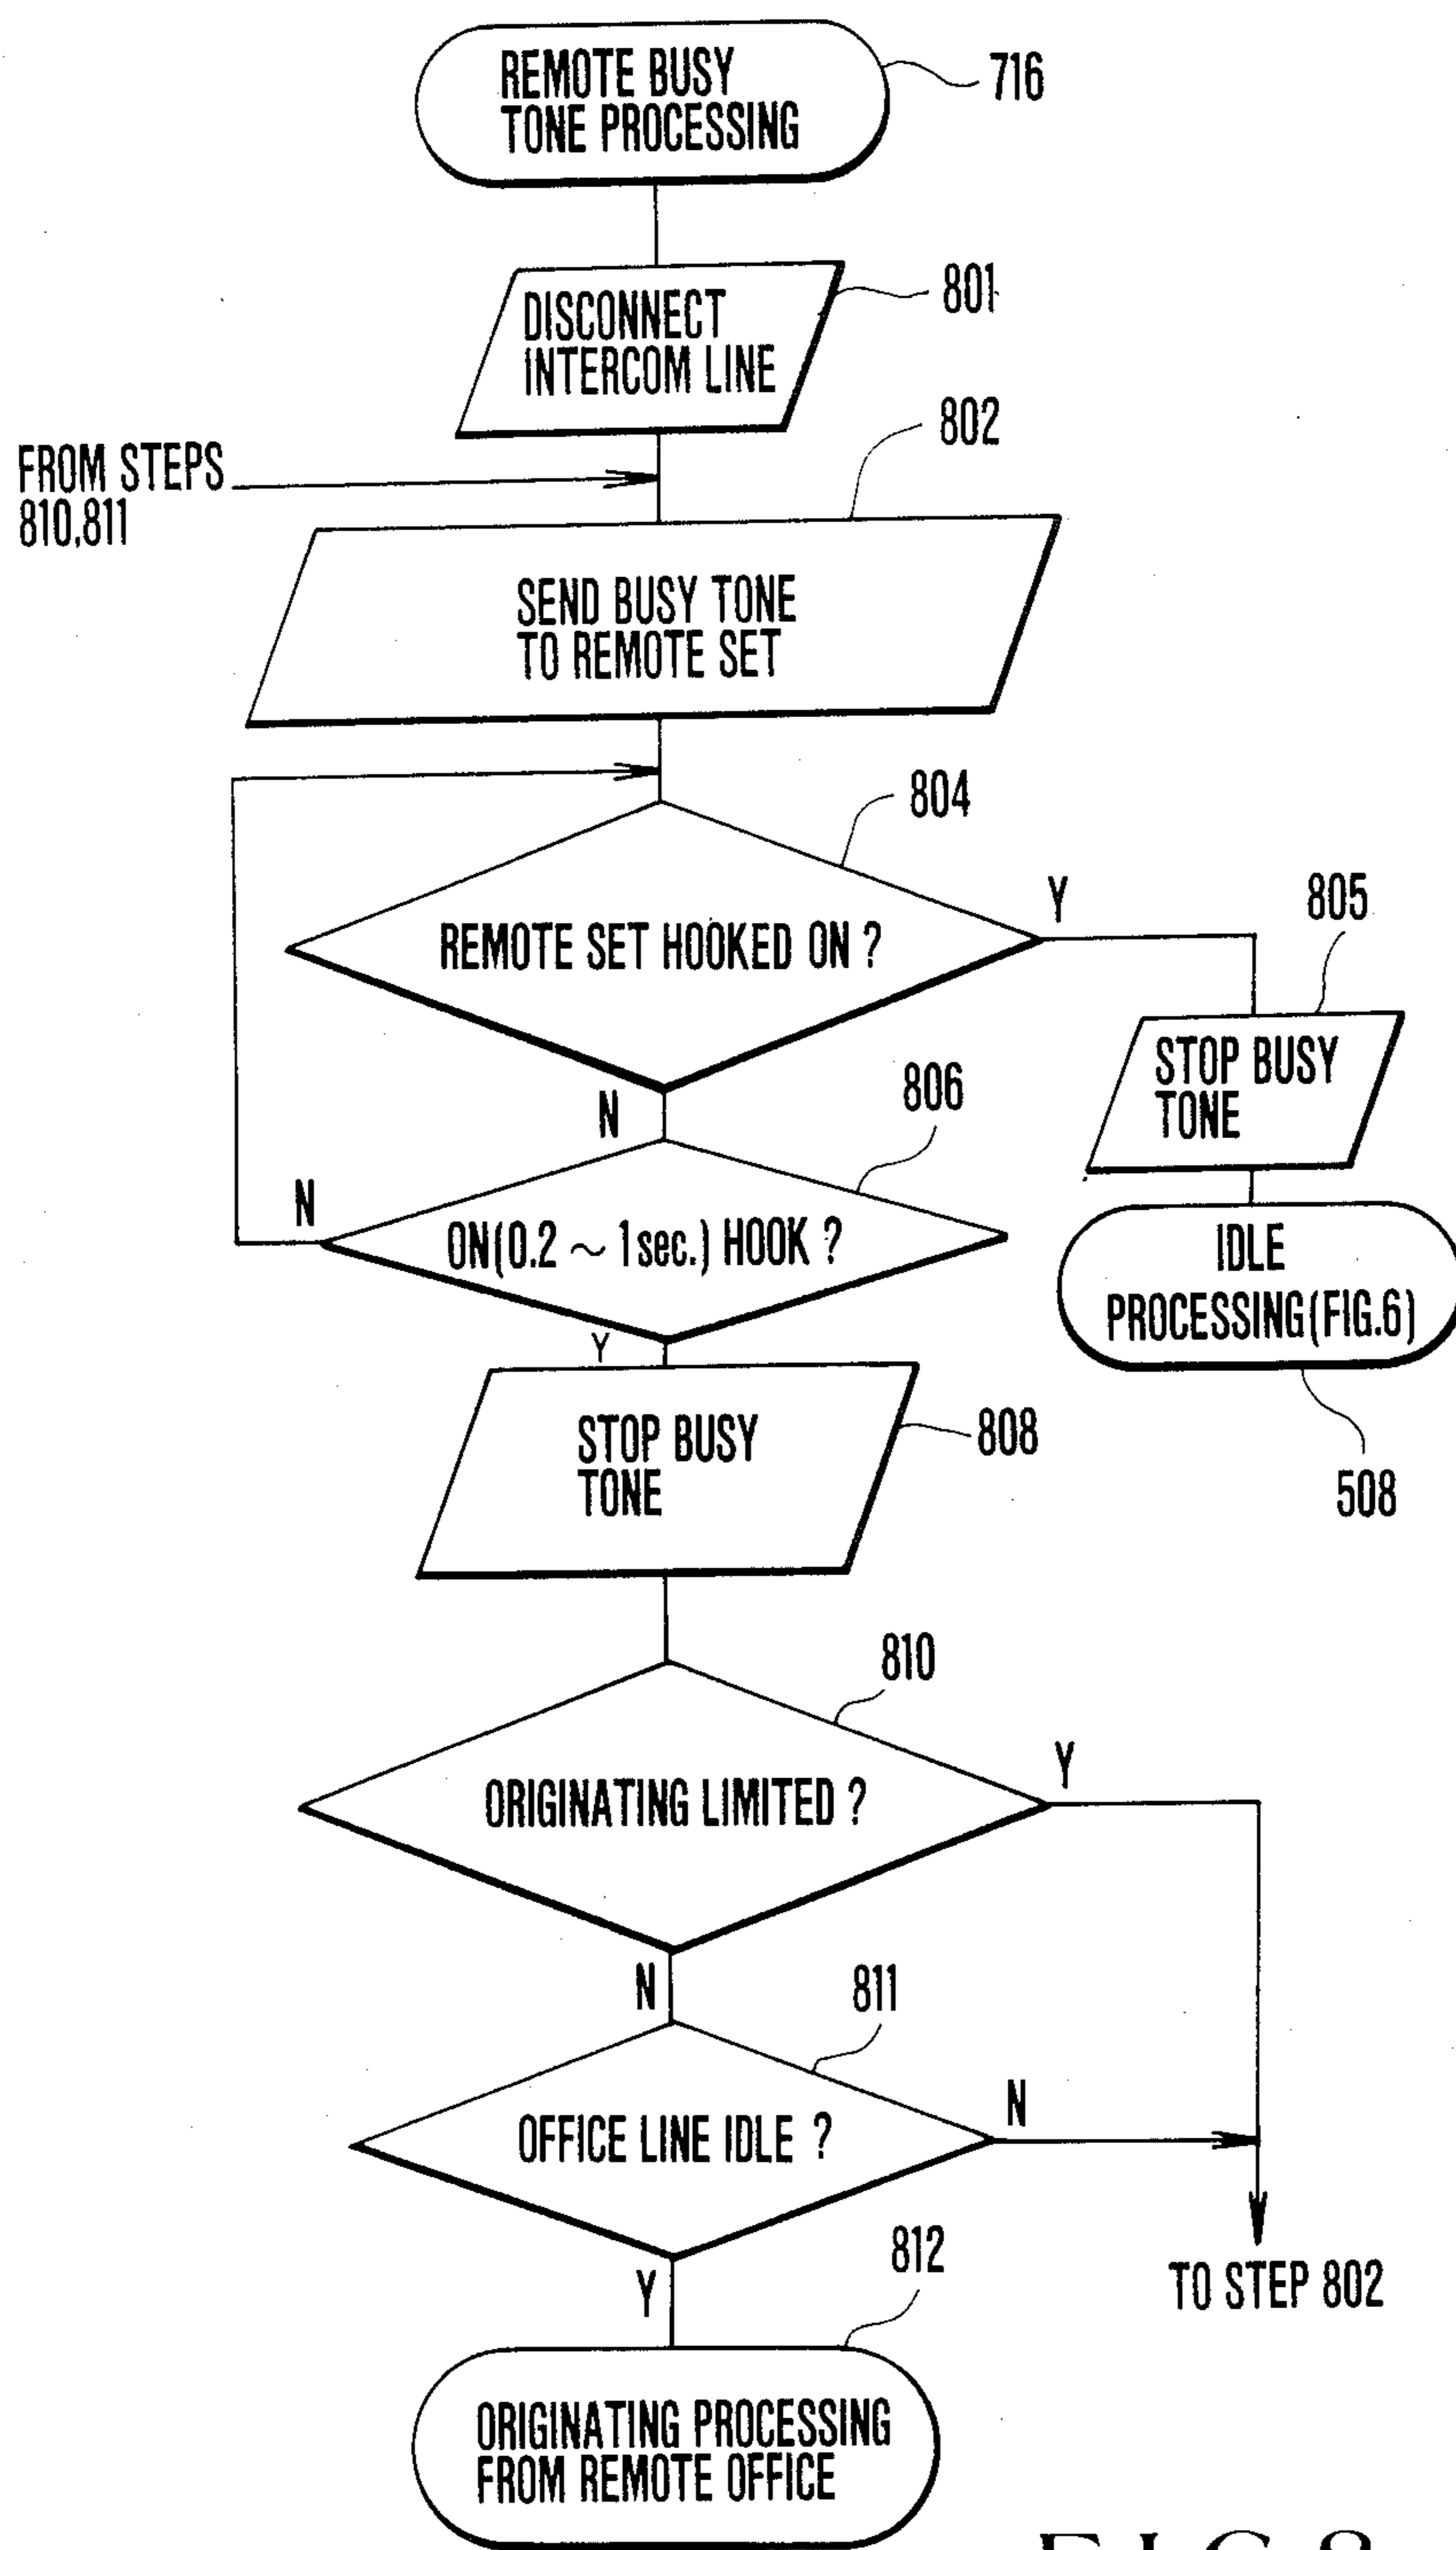 REMOTE BUSY
TONE PROCESSING
716
DISCONNECT
INTERCOM LINE
801
802
FROM STEPS
810,811
SEND BUSY TONE
TO REMOTE SET
804
REMOTE SET HOOKED ON ?
Y
805
STOP BUSY
TONE
N
806
N
ON(0.2 ~ 1sec.) HOOK ?
IDLE
PROCESSING(FIG.6)
508
Y
STOP BUSY
TONE
808
810
ORIGINATING LIMITED ?
Y
N
811
OFFICE LINE IDLE ?
N
Y
812
TO STEP 802
ORIGINATING PROCESSING
FROM REMOTE OFFICE
FIG.8